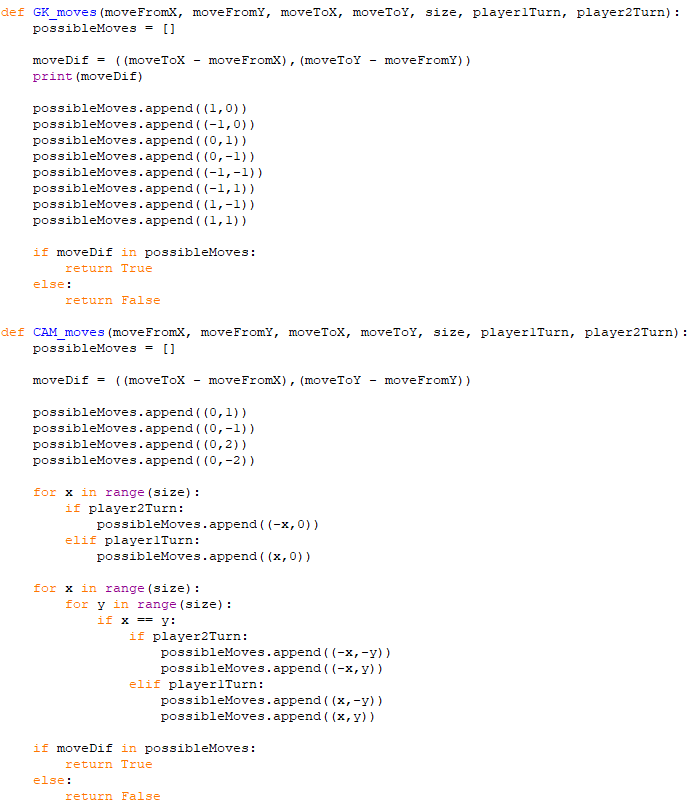 def GK_moves(moveFromX, moveFromY, moveToX, moveToY, size, player1Turn, player2Turn):
    possibleMoves = []

    moveDif = ((moveToX - moveFromX),(moveToY - moveFromY))
    print(moveDif)

    possibleMoves.append((1,0))
    possibleMoves.append((-1,0))
    possibleMoves.append((0,1))
    possibleMoves.append((0,-1))
    possibleMoves.append((-1,-1))
    possibleMoves.append((-1,1))
    possibleMoves.append((1,-1))
    possibleMoves.append((1,1))

    if moveDif in possibleMoves:
        return True
    else:
        return False

def CAM_moves(moveFromX, moveFromY, moveToX, moveToY, size, player1Turn, player2Turn):
    possibleMoves = []

    moveDif = ((moveToX - moveFromX),(moveToY - moveFromY))

    possibleMoves.append((0,1))
    possibleMoves.append((0,-1))
    possibleMoves.append((0,2))
    possibleMoves.append((0,-2))

    for x in range(size):
        if player2Turn:
            possibleMoves.append((-x,0))
        elif player1Turn:
            possibleMoves.append((x,0))

    for x in range(size):
        for y in range(size):
            if x == y:
                if player2Turn:
                    possibleMoves.append((-x,-y))
                    possibleMoves.append((-x,y))
                elif player1Turn:
                    possibleMoves.append((x,-y))
                    possibleMoves.append((x,y))

    if moveDif in possibleMoves:
        return True
    else:
        return False